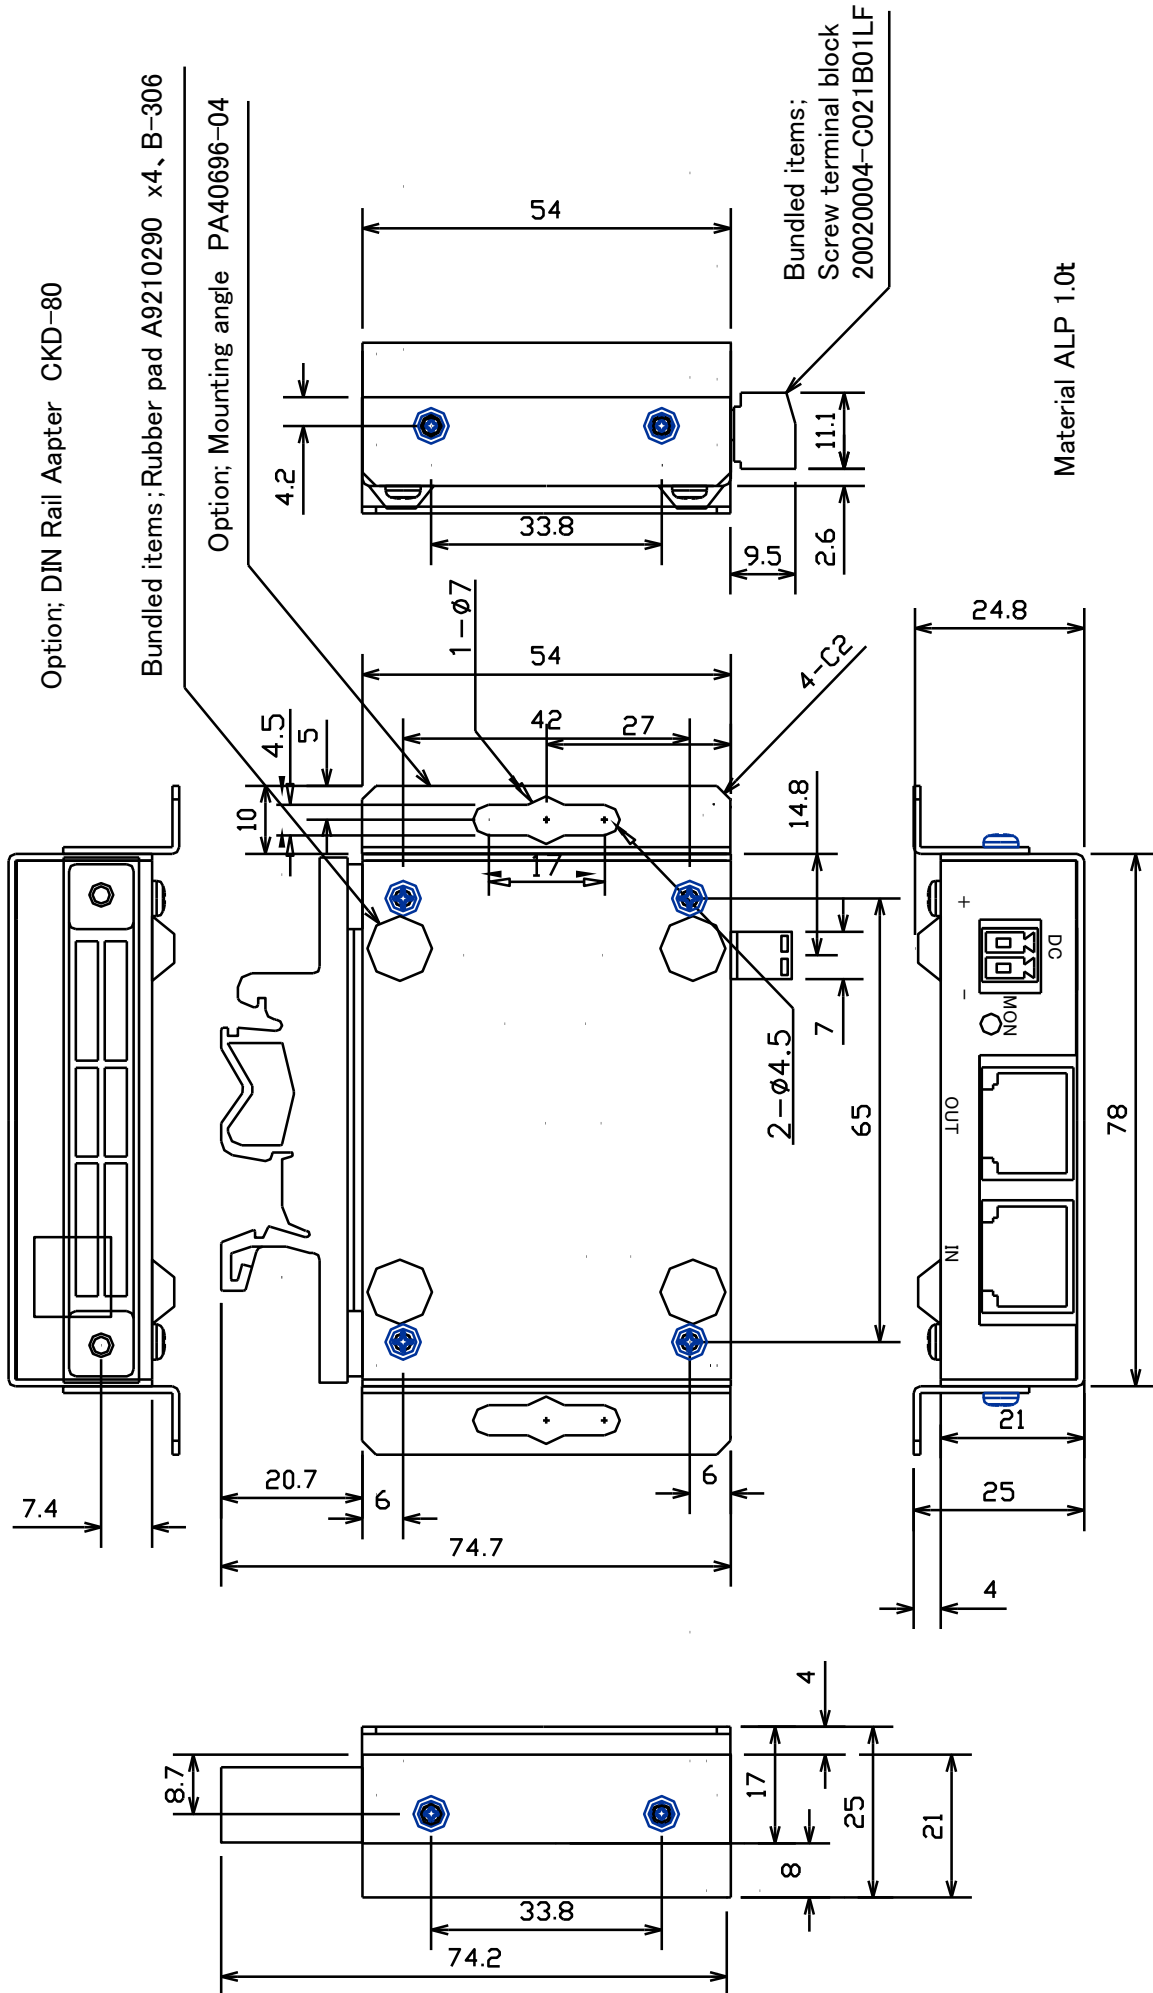 Option; DIN Rail Aapter CKD-80
Bundled items; Rubber pad A9210290 x4、B-306
Option; Mounting angle PA40696-04
Bundled items;
Screw terminal block
20020004-C021B01LF
Material ALP 1.0t
54
4.2
33.8
11.1
9.5
2.6
24.8
1-ø7
54
4-C2
42
27
4.5
5
10
14.8
17
7
2-ø4.5
65
78
+
-
DC
MON
OUT
IN
21
25
4
7.4
20.7
6
6
74.7
8.7
4
17
25
21
8
33.8
74.2